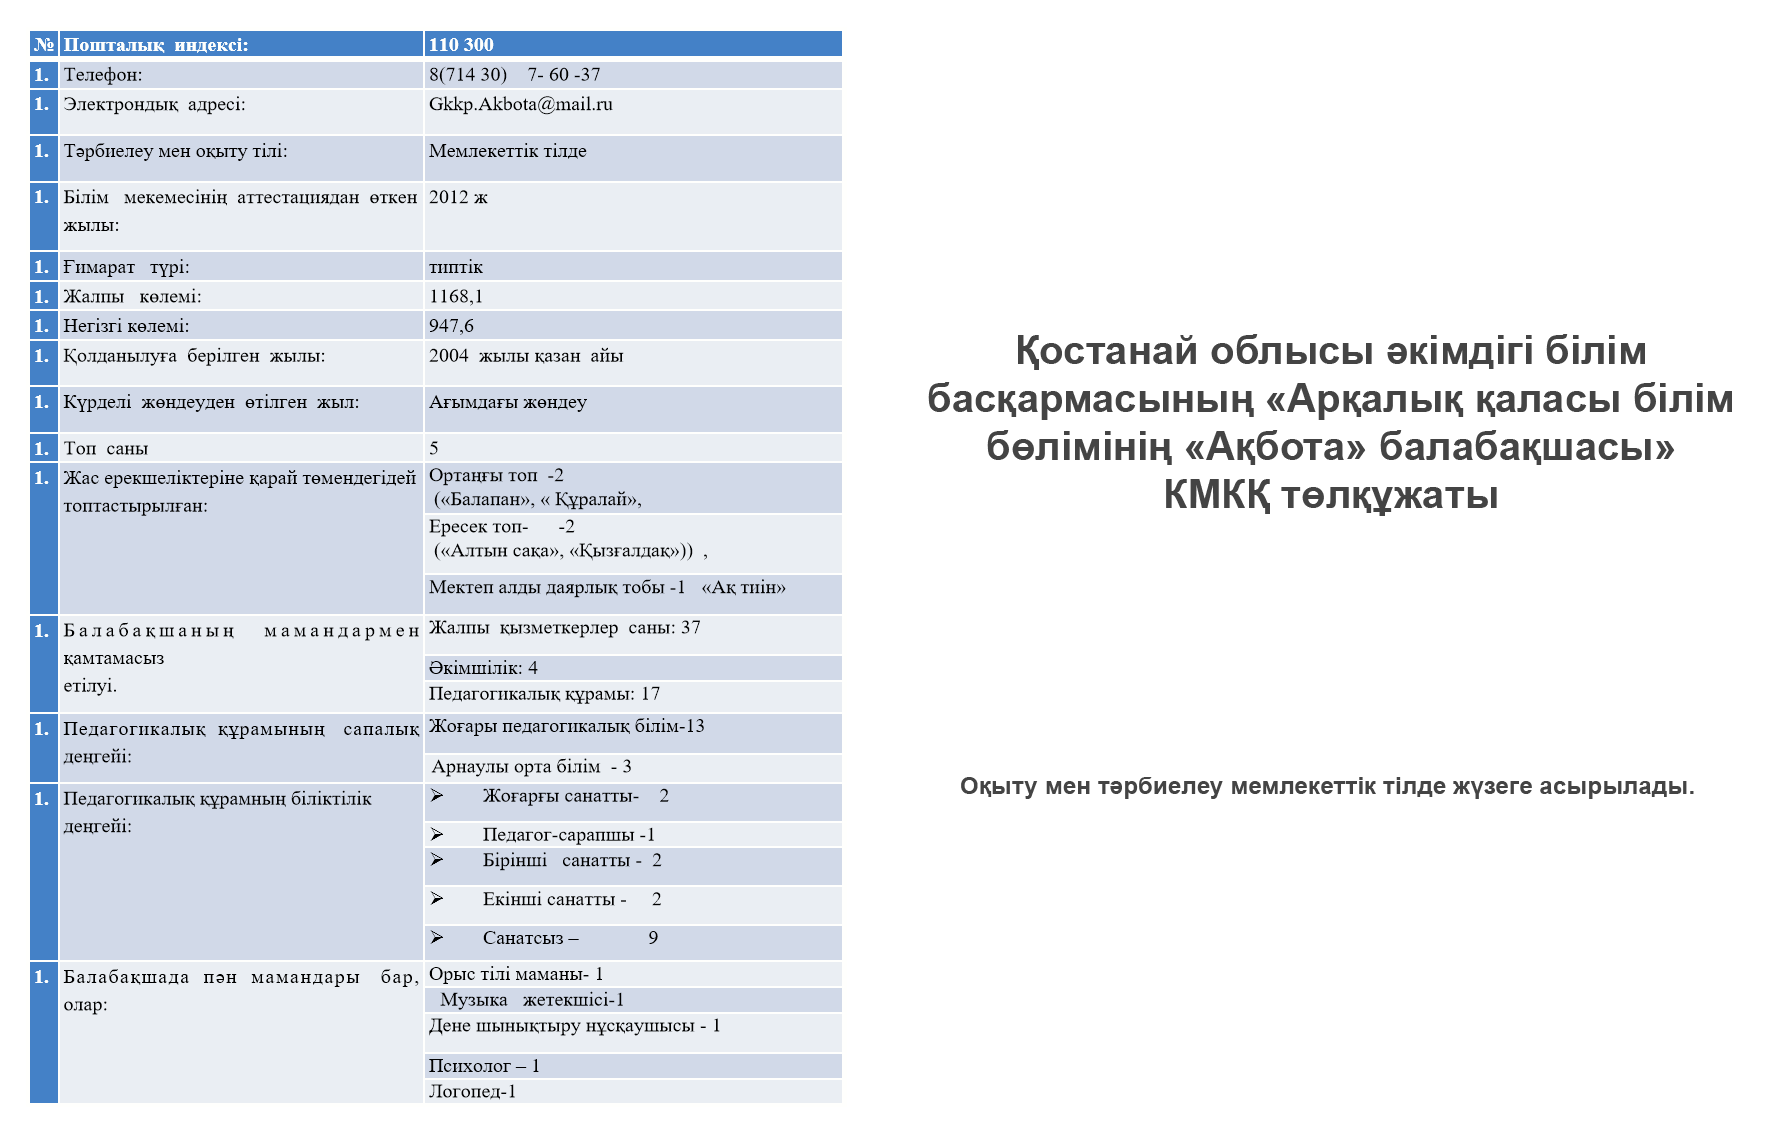 № Пошталық индексі: 110 300
1. Телефон: 8(714 30) 7- 60 -37
1. Электрондық адресі: Gkkp.Akbota@mail.ru
1. Тәрбиелеу мен оқыту тілі: Мемлекеттік тілде
1. Білім мекемесінің аттестациядан өткен 2012 ж
жылы:
1. Ғимарат түрі: типтік
1. Жалпы көлемі: 1168,1
1. Негізгі көлемі: 947,6
1. Қолданылуға берілген жылы: 2004 жылы қазан айы
1. Күрделі жөндеуден өтілген жыл: Ағымдағы жөндеу
1. Топ саны 5
1. Жас ерекшеліктеріне қарай төмендегідей
топтастырылған:
Ортаңғы топ -2
(«Балапан», « Құралай»,
Ересек топ- -2
(«Алтын сақа», «Қызғалдақ»)) ,
Мектеп алды даярлық тобы -1 «Ақ тиін»
1. Балабақшаның мамандармен
қамтамасыз
етілуі.
Жалпы қызметкерлер саны: 37
Әкімшілік: 4
Педагогикалық құрамы: 17
1. Педагогикалық құрамының сапалық
деңгейі:
Жоғары педагогикалық білім-13
Арнаулы орта білім - 3
1. Педагогикалық құрамның біліктілік
деңгейі:
➢ Жоғарғы санатты- 2
➢ Педагог-сарапшы -1
➢ Бірінші санатты - 2
➢ Екінші санатты - 2
➢ Санатсыз – 9
1. Балабақшада пән мамандары бар,
олар:
Орыс тілі маманы- 1
Музыка жетекшісі-1
Дене шынықтыру нұсқаушысы - 1
Психолог – 1
Логопед-1
Қостанай облысы әкімдігі білім
басқармасының «Арқалық қаласы білім
бөлімінің «Ақбота» балабақшасы»
КМКҚ төлқұжаты
Оқыту мен тәрбиелеу мемлекеттік тілде жүзеге асырылады.